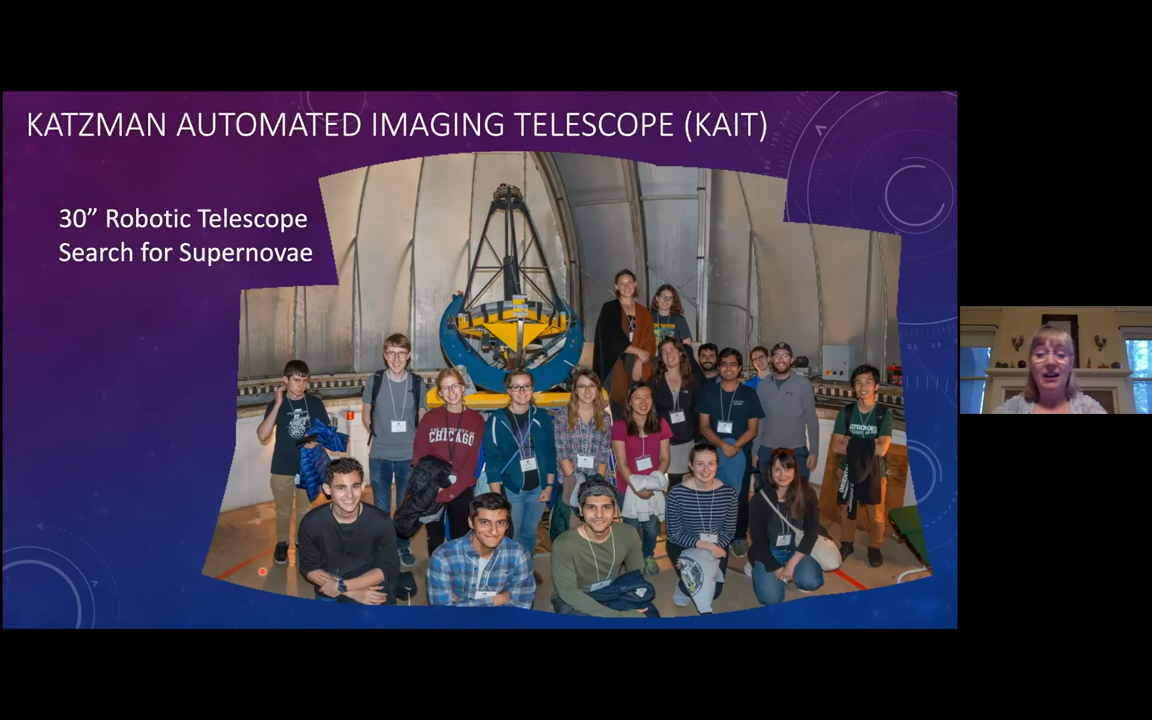 KATZMAN AUTOMATED IMAGING TELESCOPE (KAIT)
30” Robotic Telescope
Search for Supernovae
CHICAGO